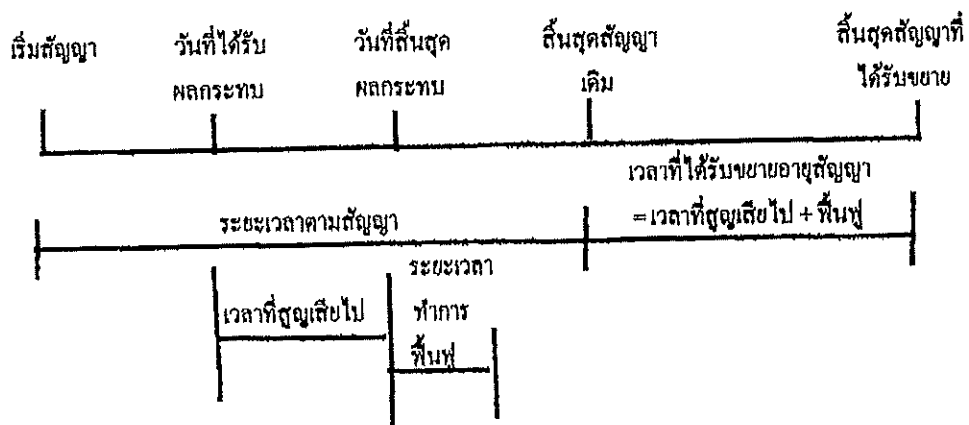 เริ่มสัญญา
วันที่ได้รับ
ผลกระทบ
วันที่สิ้นสุด
ผลกระทบ
สิ้นสุดสัญญา
เดิม
สิ้นสุดสัญญาที่
ได้รับขยาย
เวลาที่ได้รับขยายอายุสัญญา
=เวลาที่สูญเสียไป + ฟื้นฟู
ระยะเวลาตามสัญญา
เวลาที่สูญเสียไป
ระยะเวลา
ทำการ
ฟื้นฟู